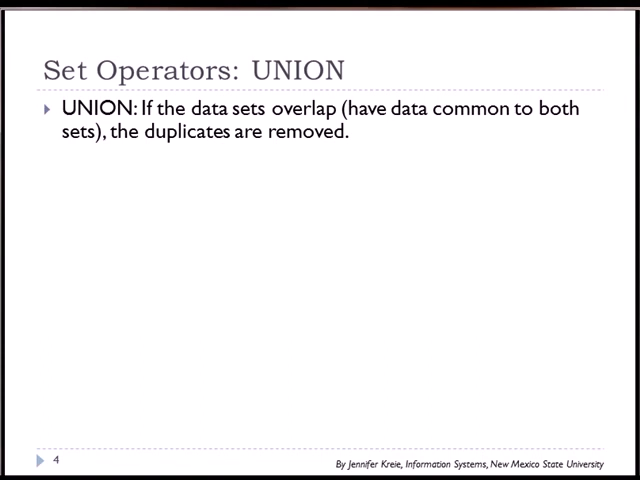 Set Operators: UNION
UNION: If the data sets overlap (have data common to both
sets), the duplicates are removed.
4
By Jennifer Kreie, Information Systems, New Mexico State University